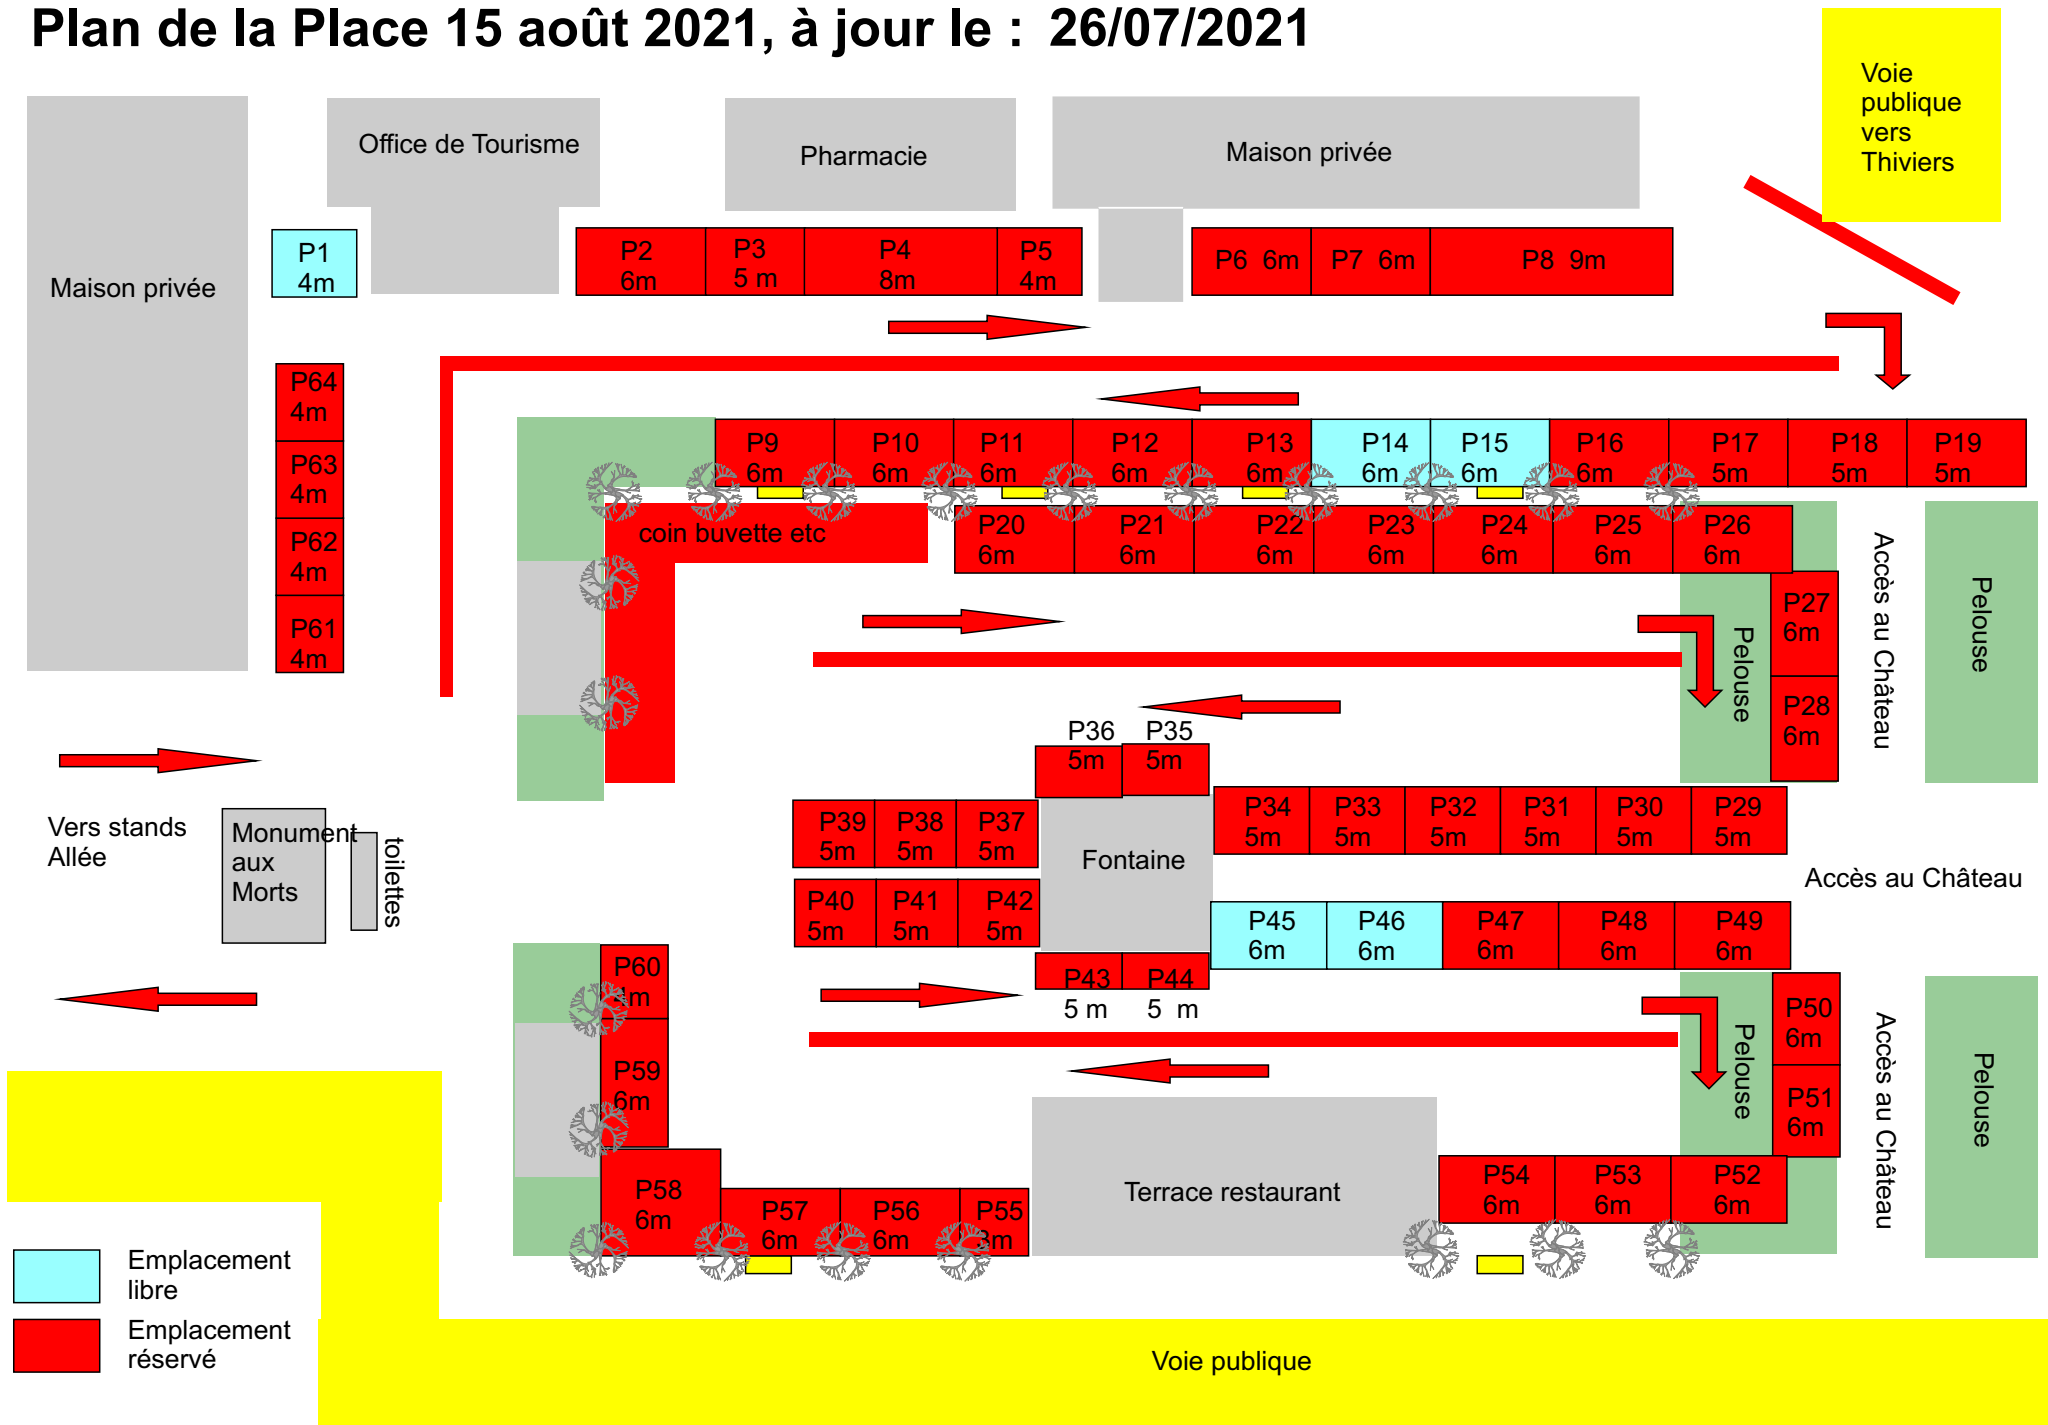 Plan de la Place 15 août 2021, à jour le : 26/07/2021
Voie
publique
vers
Thiviers
Office de Tourisme
Pharmacie
Maison privée
Maison privée
P1
4m
P2
6m
P3
5 m
P4
8m
P5
4m
P6 6m
P7 6m
P8 9m
P64
4m
P63
4m
P62
4m
P61
4m
P9
6m
P10
6m
P11
6m
P12
6m
P13
6m
P14
6m
P15
6m
P16
6m
P17
5m
P18
5m
P19
5m
coin buvette etc
P20
6m
P21
6m
P22
6m
P23
6m
P24
6m
P25
6m
P26
6m
P27
6m
P28
6m
Pelouse
Accès au Château
Pelouse
P36
5m
P35
5m
P39
5m
P38
5m
P37
5m
P34
5m
P33
5m
P32
5m
P31
5m
P30
5m
P29
5m
Vers stands
Allée
Monument
aux
Morts
toilettes
Fontaine
Accès au Château
P40
5m
P41
5m
P42
5m
P45
6m
P46
6m
P47
6m
P48
6m
P49
6m
P43
5 m
P44
5 m
P60
4m
P59
6m
P50
6m
P51
6m
Pelouse
Accès au Château
Pelouse
P58
6m
P57
6m
P56
6m
P55
3m
Terrace restaurant
P54
6m
P53
6m
P52
6m
Emplacement
libre
Emplacement
réservé
Voie publique